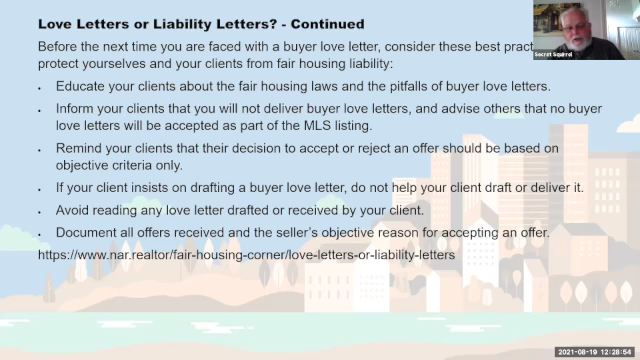 Love Letters or Liability Letters? - Continued
Before the next time you are faced with a buyer love letter, consider these best
protect yourselves and your clients from fair housing liability:
• Educate your clients about the fair housing laws and the pitfalls of buyer love letters.
• Inform your clients that you will not deliver buyer love letters, and advise others that no buyer
love letters will be accepted as part of the MLS listing.
• Remind your clients that their decision to accept or reject an offer should be based on
objective criteria only.
• If your client insists on drafting a buyer love letter, do not help your client draft or deliver it.
• Avoid reading any love letter drafted or received by your client.
• Document all offers received and the seller's objective reason for accepting an offer.
https://www.nar.realtor/fair-housing-corner/love-letters-or-liability-letters
Secret Squirrel
2021-08-19 12:28:54